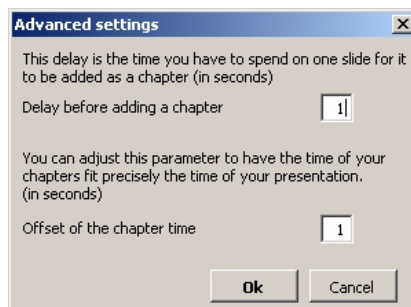 Advanced settings
This delay is the time you have to spend on one slide for it
to be added as a chapter (in seconds)
Delay before adding a chapter 1
You can adjust this parameter to have the time of your
chapters fit precisely the time of your presentation.
(in seconds)
Offset of the chapter time 1
Ok Cancel